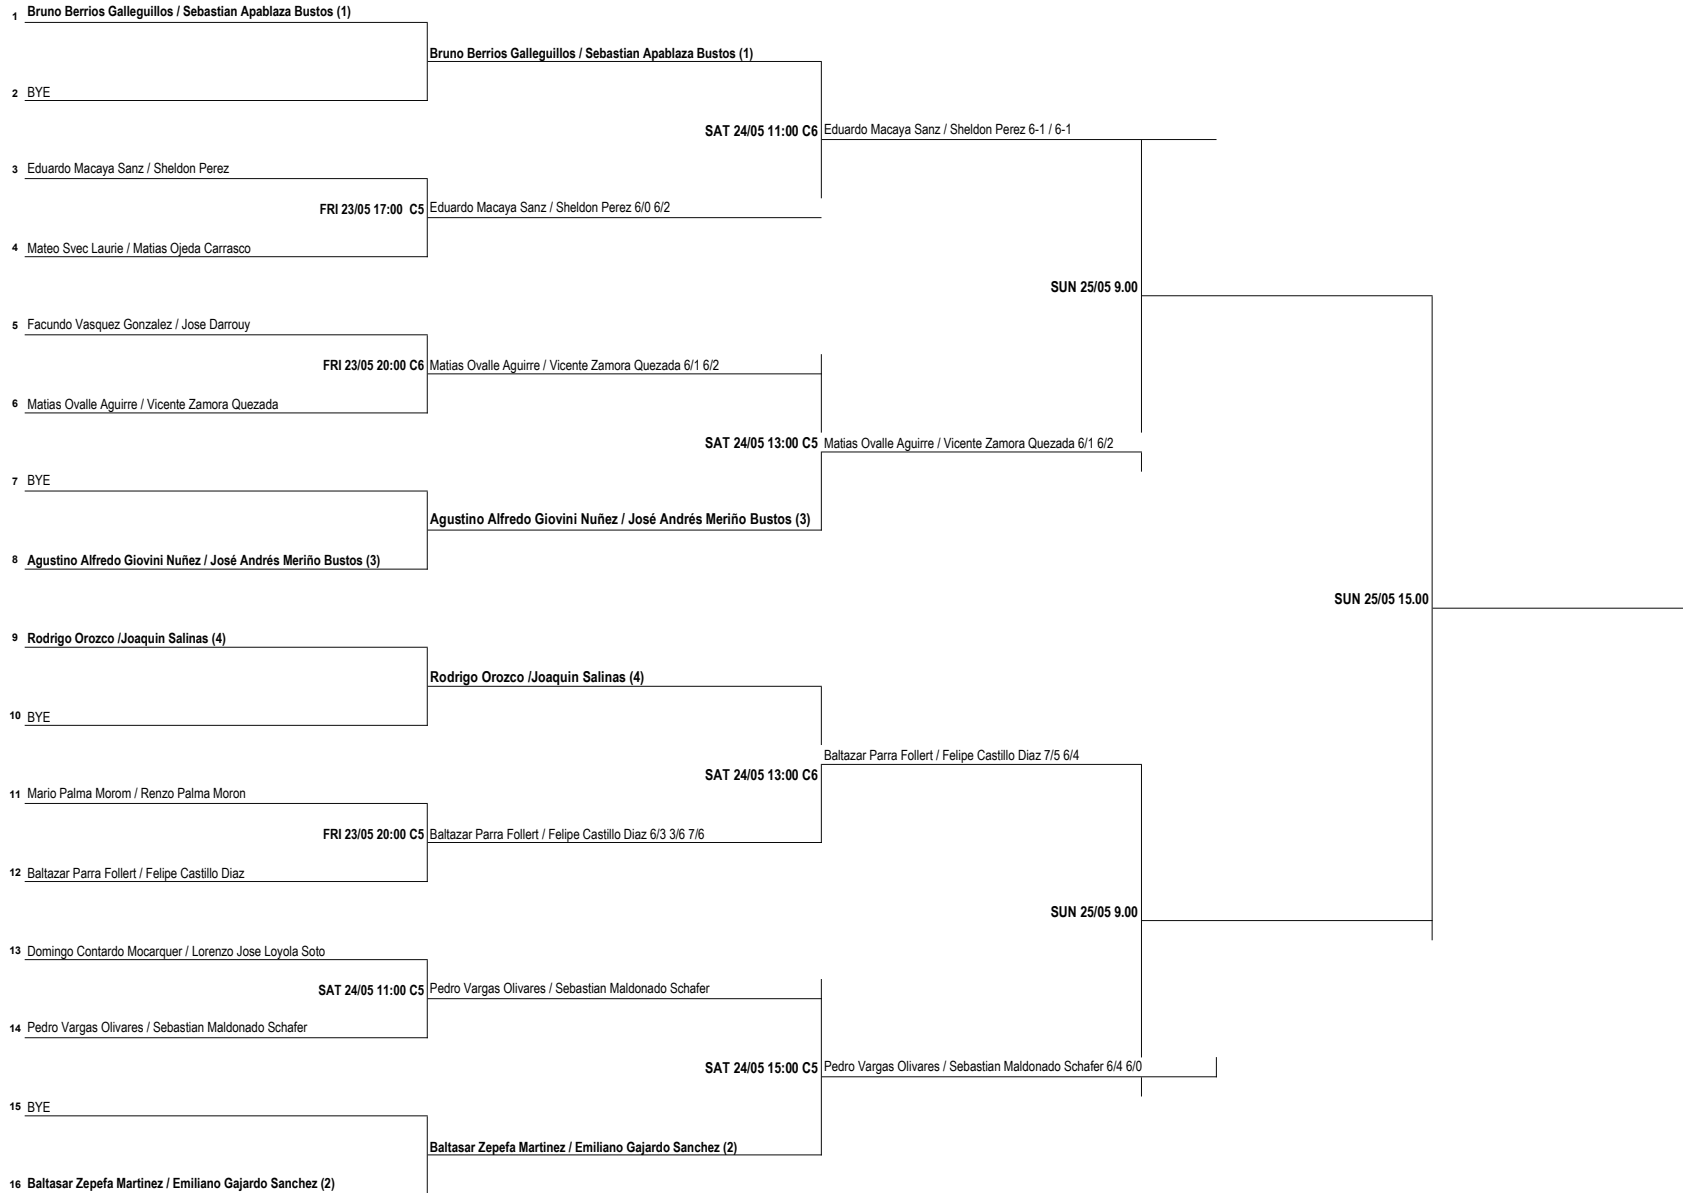 1 Bruno Berrios Galleguillos / Sebastian Apablaza Bustos (1)
Bruno Berrios Galleguillos / Sebastian Apablaza Bustos (1)
2 BYE
SAT 24/05 11:00 C6 Eduardo Macaya Sanz / Sheldon Perez 6-1 / 6-1
3 Eduardo Macaya Sanz / Sheldon Perez
FRI 23/05 17:00 C5 Eduardo Macaya Sanz / Sheldon Perez 6/0 6/2
4 Mateo Svec Laurie / Matias Ojeda Carrasco
SUN 25/05 9.00
5 Facundo Vasquez Gonzalez / Jose Darrouy
FRI 23/05 20:00 C6 Matias Ovalle Aguirre / Vicente Zamora Quezada 6/1 6/2
6 Matias Ovalle Aguirre / Vicente Zamora Quezada
SAT 24/05 13:00 C5 Matias Ovalle Aguirre / Vicente Zamora Quezada 6/1 6/2
7 BYE
Agustino Alfredo Giovini Nuñez / José Andrés Meriño Bustos (3)
8 Agustino Alfredo Giovini Nuñez / José Andrés Meriño Bustos (3)
SUN 25/05 15.00
9 Rodrigo Orozco /Joaquin Salinas (4)
Rodrigo Orozco /Joaquin Salinas (4)
10 BYE
Baltazar Parra Follert / Felipe Castillo Diaz 7/5 6/4
SAT 24/05 13:00 C6
11 Mario Palma Morom / Renzo Palma Moron
FRI 23/05 20:00 C5 Baltazar Parra Follert / Felipe Castillo Diaz 6/3 3/6 7/6
12 Baltazar Parra Follert / Felipe Castillo Diaz
SUN 25/05 9.00
13 Domingo Contardo Mocarquer / Lorenzo Jose Loyola Soto
SAT 24/05 11:00 C5 Pedro Vargas Olivares / Sebastian Maldonado Schafer
14 Pedro Vargas Olivares / Sebastian Maldonado Schafer
SAT 24/05 15:00 C5 Pedro Vargas Olivares / Sebastian Maldonado Schafer 6/4 6/0
15 BYE
Baltasar Zepefa Martinez / Emiliano Gajardo Sanchez (2)
16 Baltasar Zepefa Martinez / Emiliano Gajardo Sanchez (2)